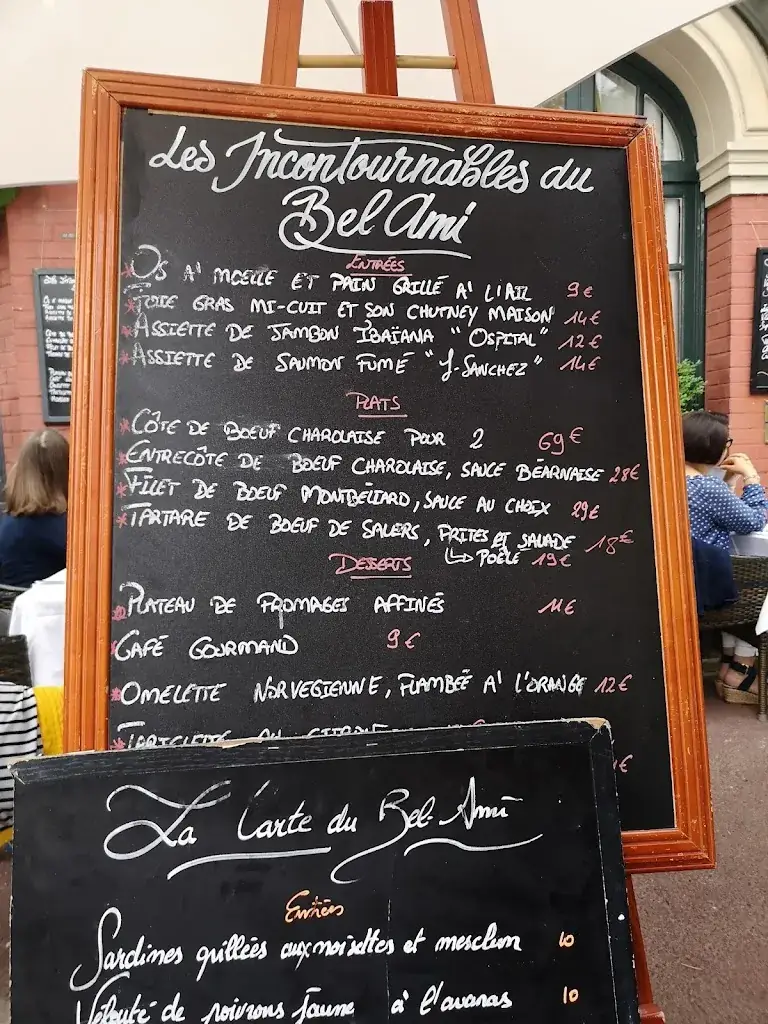 Les Incontournables du
Bel Ami
ENTRÉES
* OS A' MOELLE ET PAIN GRILLÉ A' L'AIL 9€
* FOIE GRAS MI-CUIT ET SON CHUTNEY MAISON 14€
* ASSIETTE DE JAMBON IBAÏANA "OSPITAL" 12€
* ASSIETTE DE SAUMON FUMÉ "J-SANCHEZ" 14€
PLATS
* CÔTE DE BOEUF CHAROLAISE POUR 2 69€
* ENTRECÔTE DE BOEUF CHAROLAISE, SAUCE BÉARNAISE 28€
* FILET DE BOEUF MONTBÉLIARD, SAUCE AU CHOIX 29€
* TARTARE DE BOEUF DE SALERS, FRITES ET SALADE 18€
↳ POÊLÉ 19€
DESSERTS
* PLATEAU DE FROMAGES AFFINÉS 11€
* CAFÉ GOURMAND 9€
* OMELETTE NORVEGIENNE, FLAMBÉE A' L'ORANGE 12€
* TARTELETTE AU CITRON
€
La Carte du Bel-Ami
Entrées
Sardines grillées aux noisettes et mesclum 10
Velouté de poivrons jaune à l'ananas 10